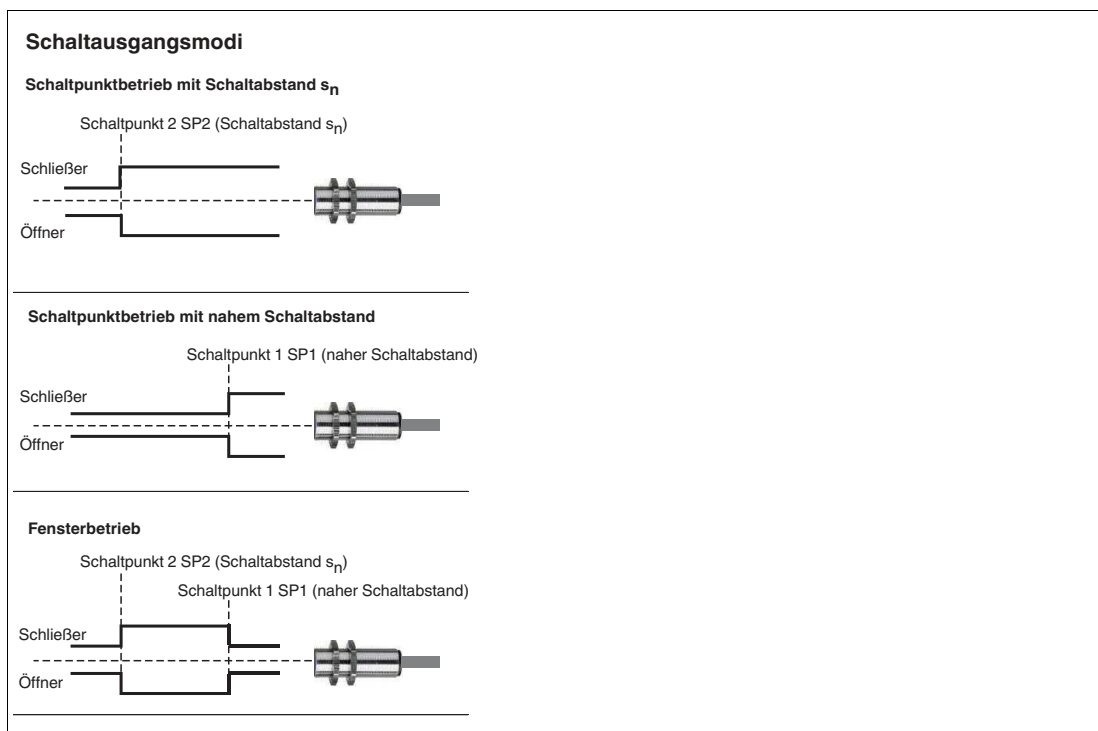 Schaltausgangsmodi
Schaltpunktbetrieb mit Schaltabstand sn
Schaltpunkt 2 SP2 (Schaltabstand sn)
Schließer
Öffner
Schaltpunktbetrieb mit nahem Schaltabstand
Schaltpunkt 1 SP1 (naher Schaltabstand)
Schließer
Öffner
Fensterbetrieb
Schaltpunkt 2 SP2 (Schaltabstand sn)
Schaltpunkt 1 SP1 (naher Schaltabstand)
Schließer
Öffner